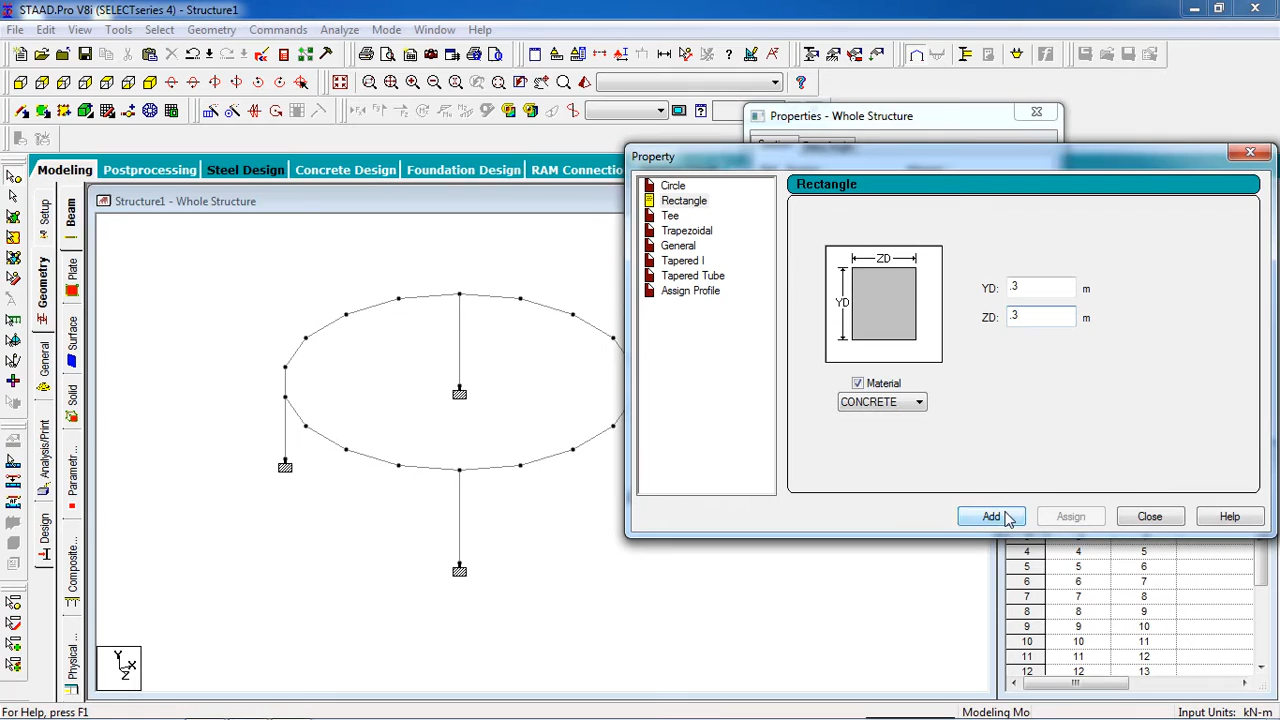 STAAD.Pro V8i (SELECTseries 4) - Structure1
File Edit View Tools Select Geometry Commands Analyze Mode Window Help
Properties - Whole Structure
Modeling Postprocessing Steel Design Concrete Design Foundation Design RAM Connectio
Structure1 - Whole Structure
Setup
Geometry
General
Analysis/Print
Design
Beam
Plate
Surface
Solid
Parametr...
Composite...
Physical ...
Property
Circle
Rectangle
Tee
Trapezoidal
General
Tapered I
Tapered Tube
Assign Profile
Rectangle
ZD
YD
YD: .3 m
ZD: .3 m
Material
CONCRETE
Add Assign Close Help
4 4 5
5 5 6
6 6 7
7 7 8
8 8 9
9 9 10
10 10 11
11 11 12
12 12 13
Y
X
Z
For Help, press F1
Modeling Mo
Input Units: kN-m